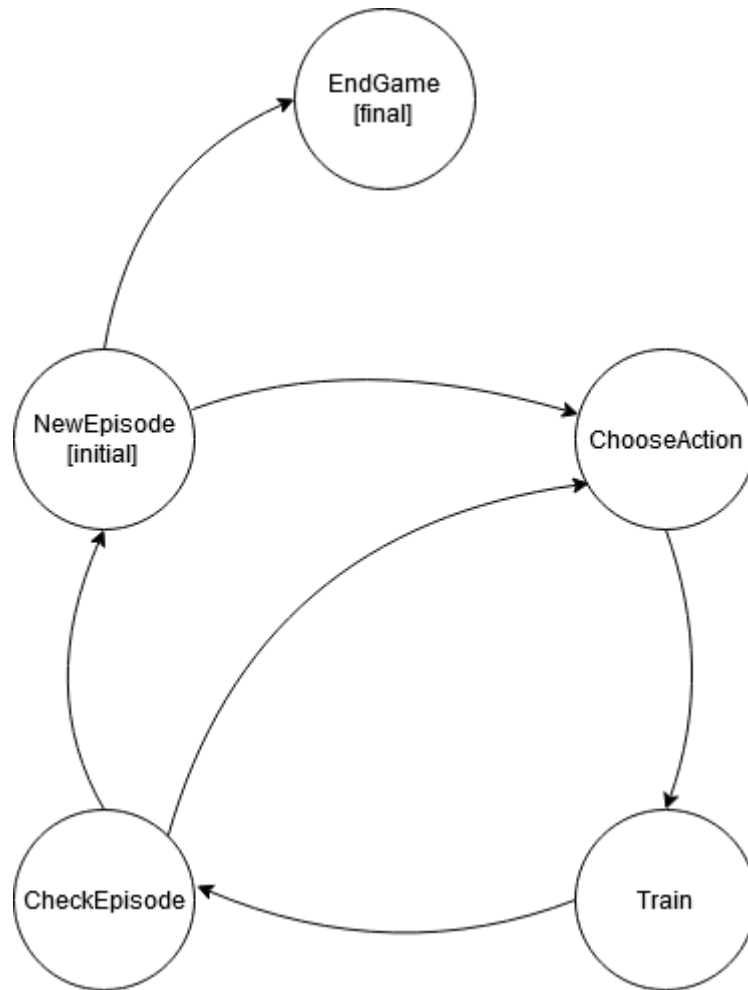 EndGame
[final]
NewEpisode
[initial]
ChooseAction
CheckEpisode
Train